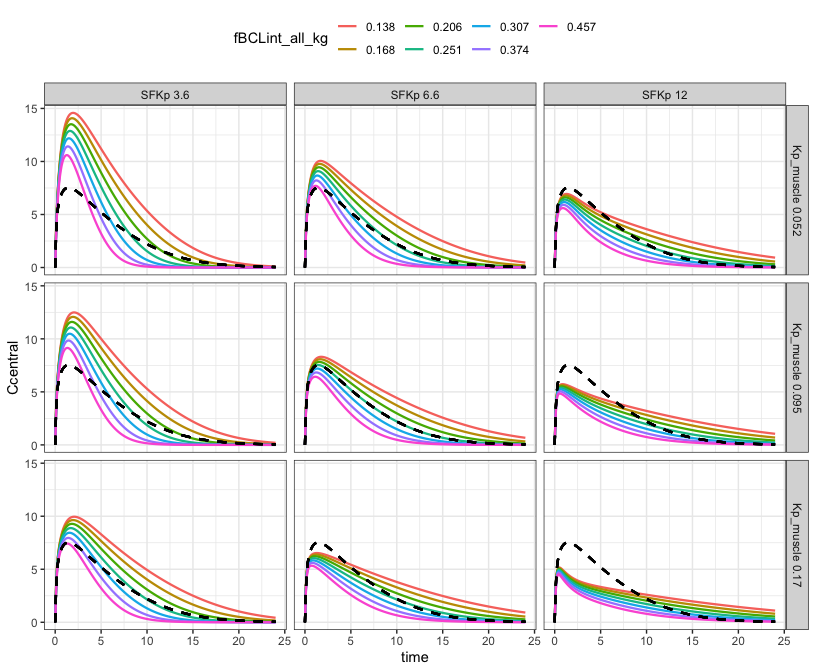 fBCLint_all_kg
0.138 0.206 0.307 0.457
0.168 0.251 0.374
SFKp 3.6 SFKp 6.6 SFKp 12
15
10
5
0
Kp_muscle 0.052
15
10
5
0
Kp_muscle 0.095
15
10
5
0
Kp_muscle 0.17
Ccentral
0 5 10 15 20 25 0 5 10 15 20 25 0 5 10 15 20 25
time